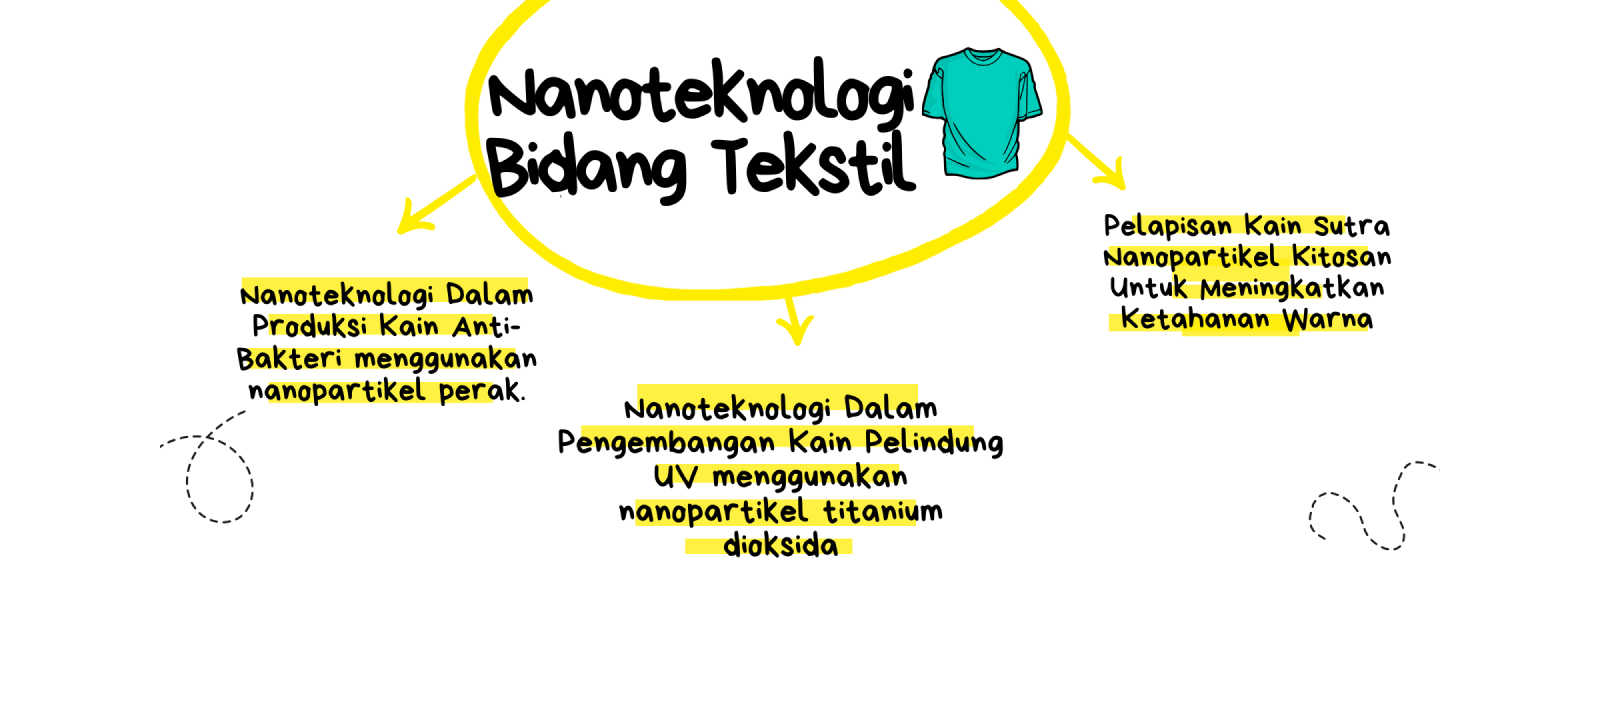 Nanoteknologi
Bidang Tekstil
Nanoteknologi Dalam
Produksi Kain Anti-
Bakteri menggunakan
nanopartikel perak.
Nanoteknologi Dalam
Pengembangan Kain Pelindung
UV menggunakan
nanopartikel titanium
dioksida
Pelapisan Kain Sutra
Nanopartikel Kitosan
Untuk Meningkatkan
Ketahanan Warna